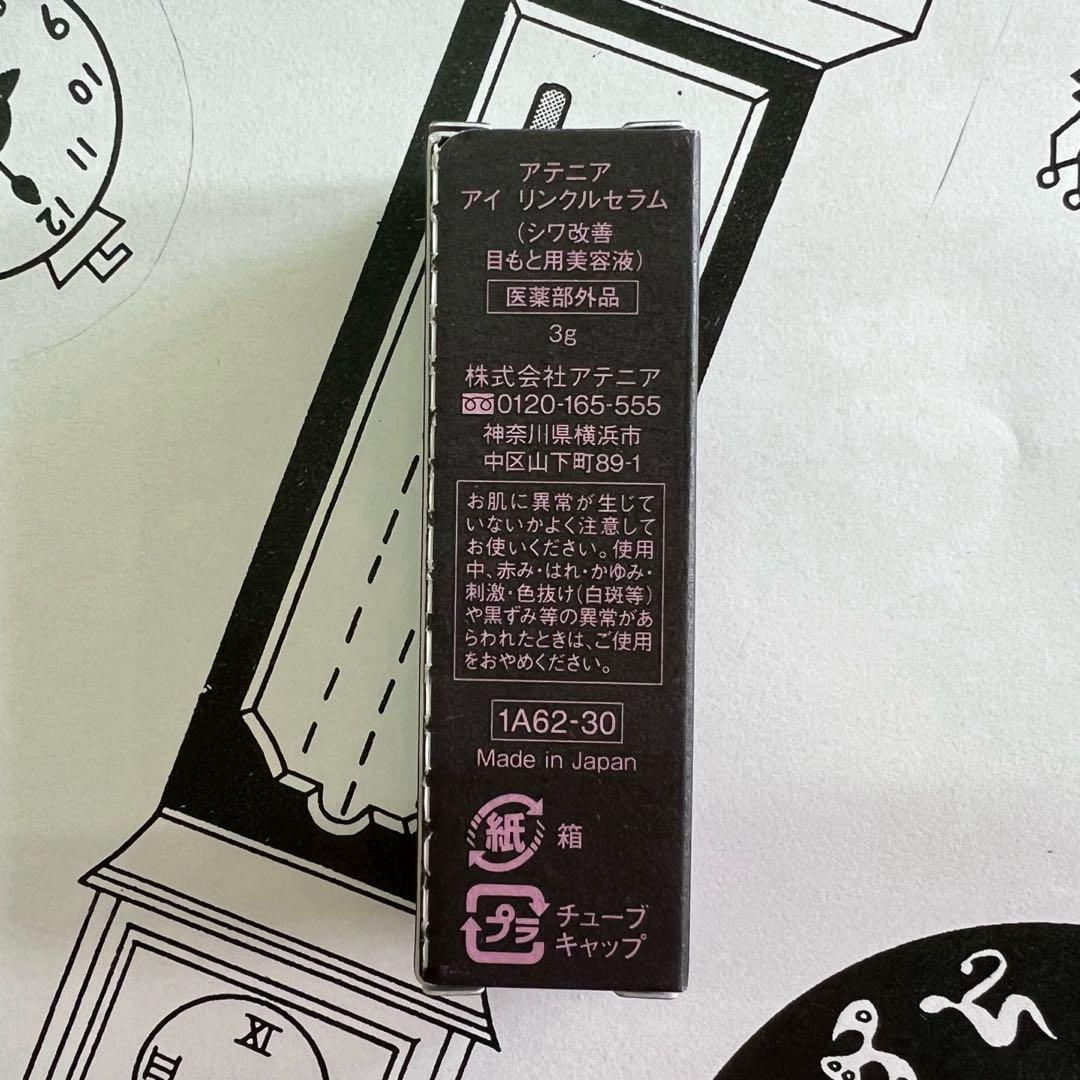 アテニア
アイ リンクルセラム
(シワ改善
目もと用美容液)
医薬部外品
3g
株式会社アテニア
0120-165-555
神奈川県横浜市
中区山下町89-1
お肌に異常が生じて
いないかよく注意して
お使いください。使用
中、赤み・はれ・かゆみ・
刺激・色抜け(白斑等)
や黒ずみ等の異常があ
らわれたときは、ご使用
をおやめください。
1A62-30
Made in Japan
紙 箱
プラ チューブ
キャップ
9
10
11
12
XI
2